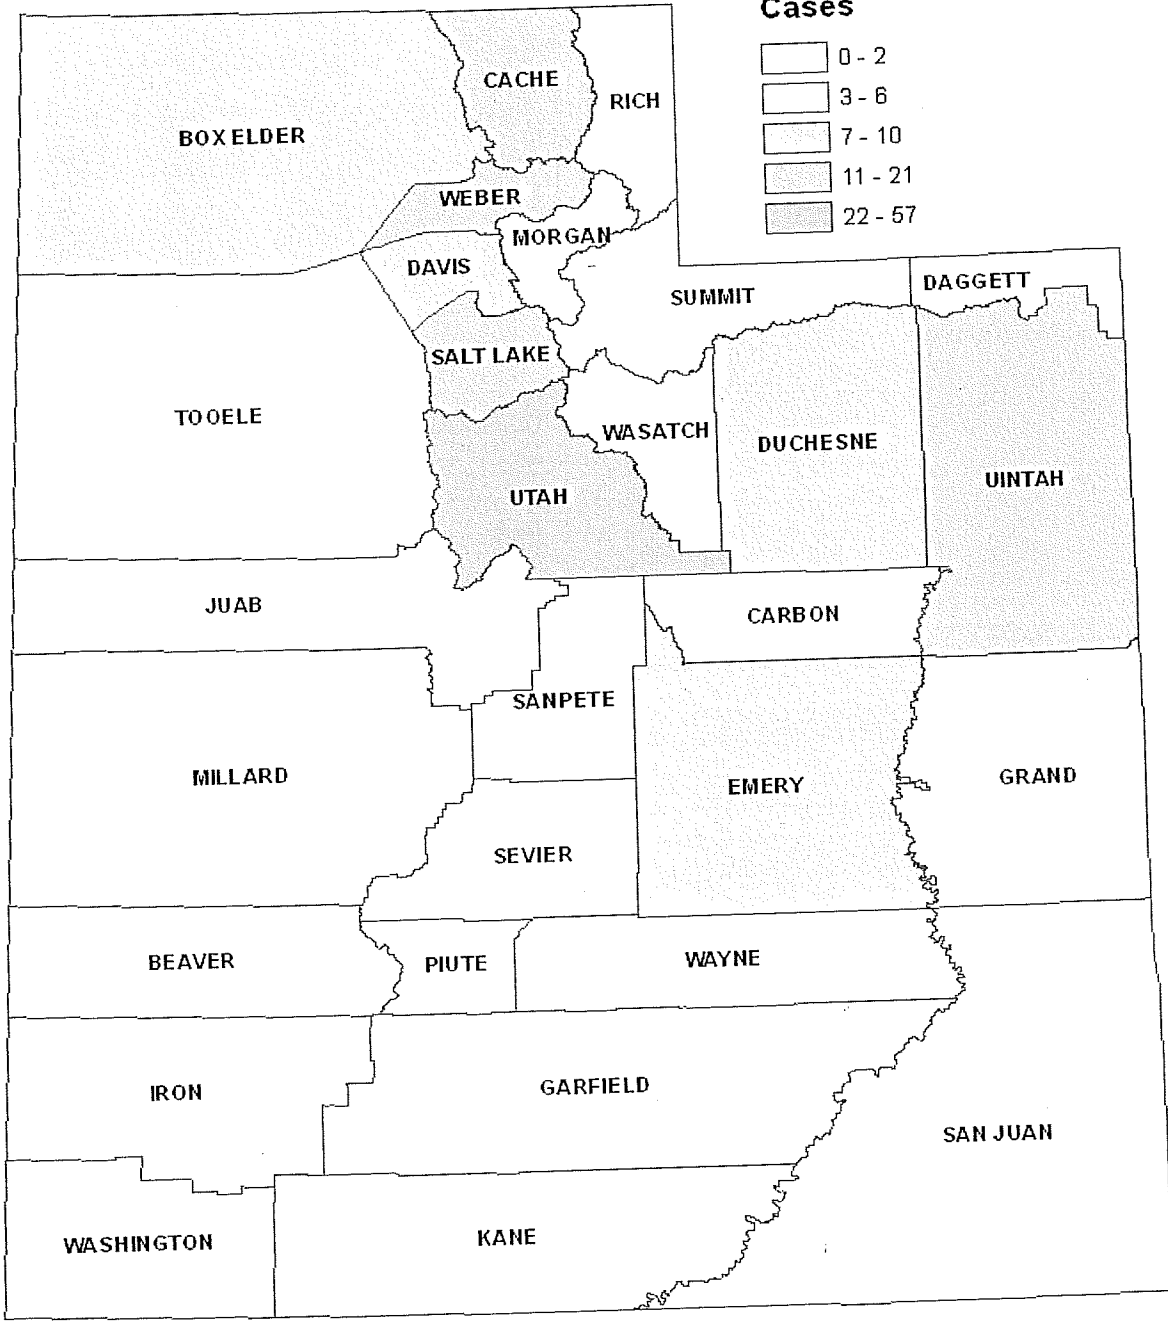 Cases
0 - 2
3 - 6
7 - 10
11 - 21
22 - 57
CACHE
RICH
BOX ELDER
WEBER
MORGAN
DAVIS
SUMMIT
DAGGETT
SALT LAKE
TOOELE
WASATCH
DUCHESNE
UINTAH
UTAH
JUAB
CARBON
SANPETE
MILLARD
EMERY
GRAND
SEVIER
BEAVER
PIUTE
WAYNE
IRON
GARFIELD
SAN JUAN
WASHINGTON
KANE